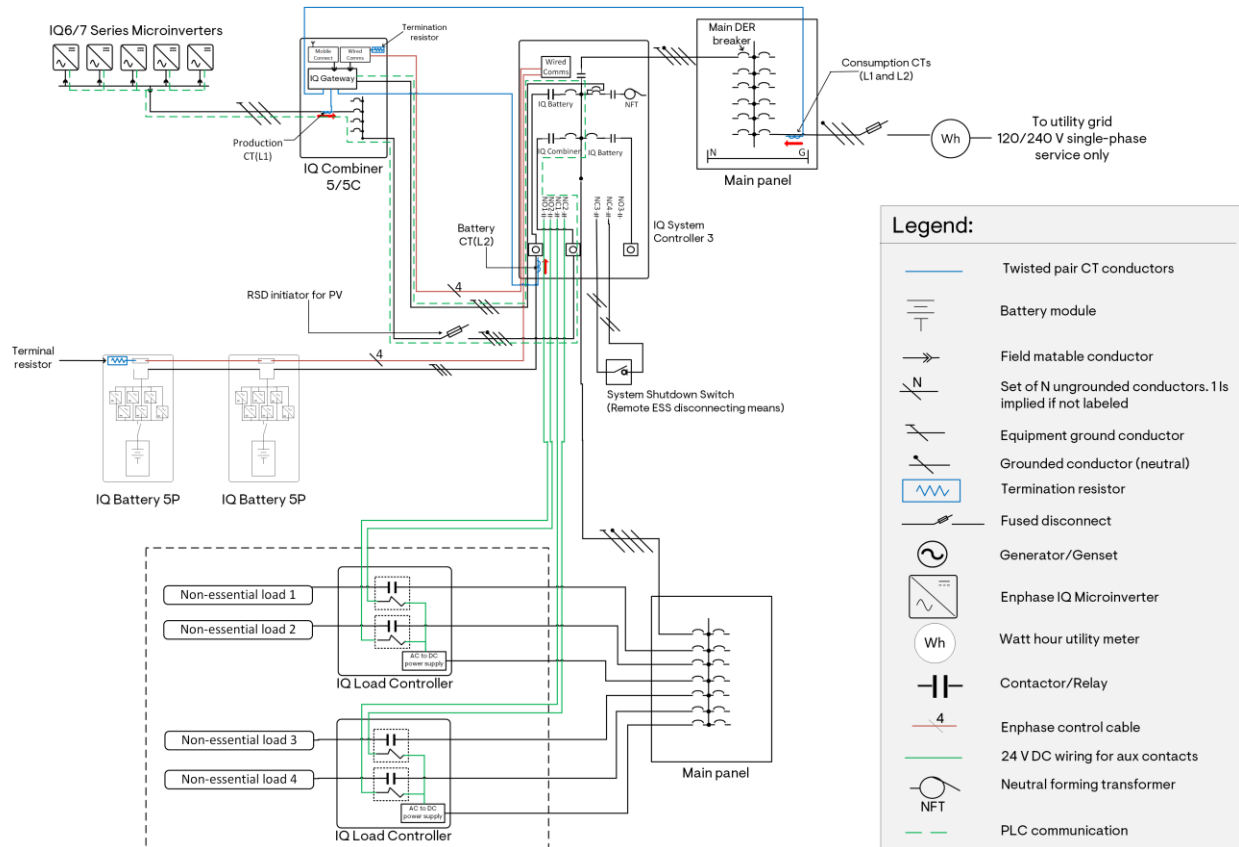 IQ6/7 Series Microinverters
Termination
resistor
Mobile
Connect
Wired
Comms
IQ Gateway
Production
CT(L1)
IQ Combiner
5/5C
Wired
Comms
IQ Battery
NFT
IQ Combiner
IQ Battery
NO1
NO2
NC1
NC2
NC3
NC4
NO3
IQ System
Controller 3
Battery
CT(L2)
Main DER
breaker
Consumption CTs
(L1 and L2)
N
G
Main panel
Wh
To utility grid
120/240 V single-phase
service only
4
RSD initiator for PV
Terminal
resistor
4
System Shutdown Switch
(Remote ESS disconnecting means)
IQ Battery 5P
IQ Battery 5P
Non-essential load 1
Non-essential load 2
AC to DC
power supply
IQ Load Controller
Non-essential load 3
Non-essential load 4
AC to DC
power supply
IQ Load Controller
Main panel
Legend:
Twisted pair CT conductors
Battery module
Field matable conductor
N
Set of N ungrounded conductors. 1 Is
implied if not labeled
Equipment ground conductor
Grounded conductor (neutral)
Termination resistor
Fused disconnect
Generator/Genset
Enphase IQ Microinverter
Wh
Watt hour utility meter
Contactor/Relay
4
Enphase control cable
24 V DC wiring for aux contacts
NFT
Neutral forming transformer
PLC communication